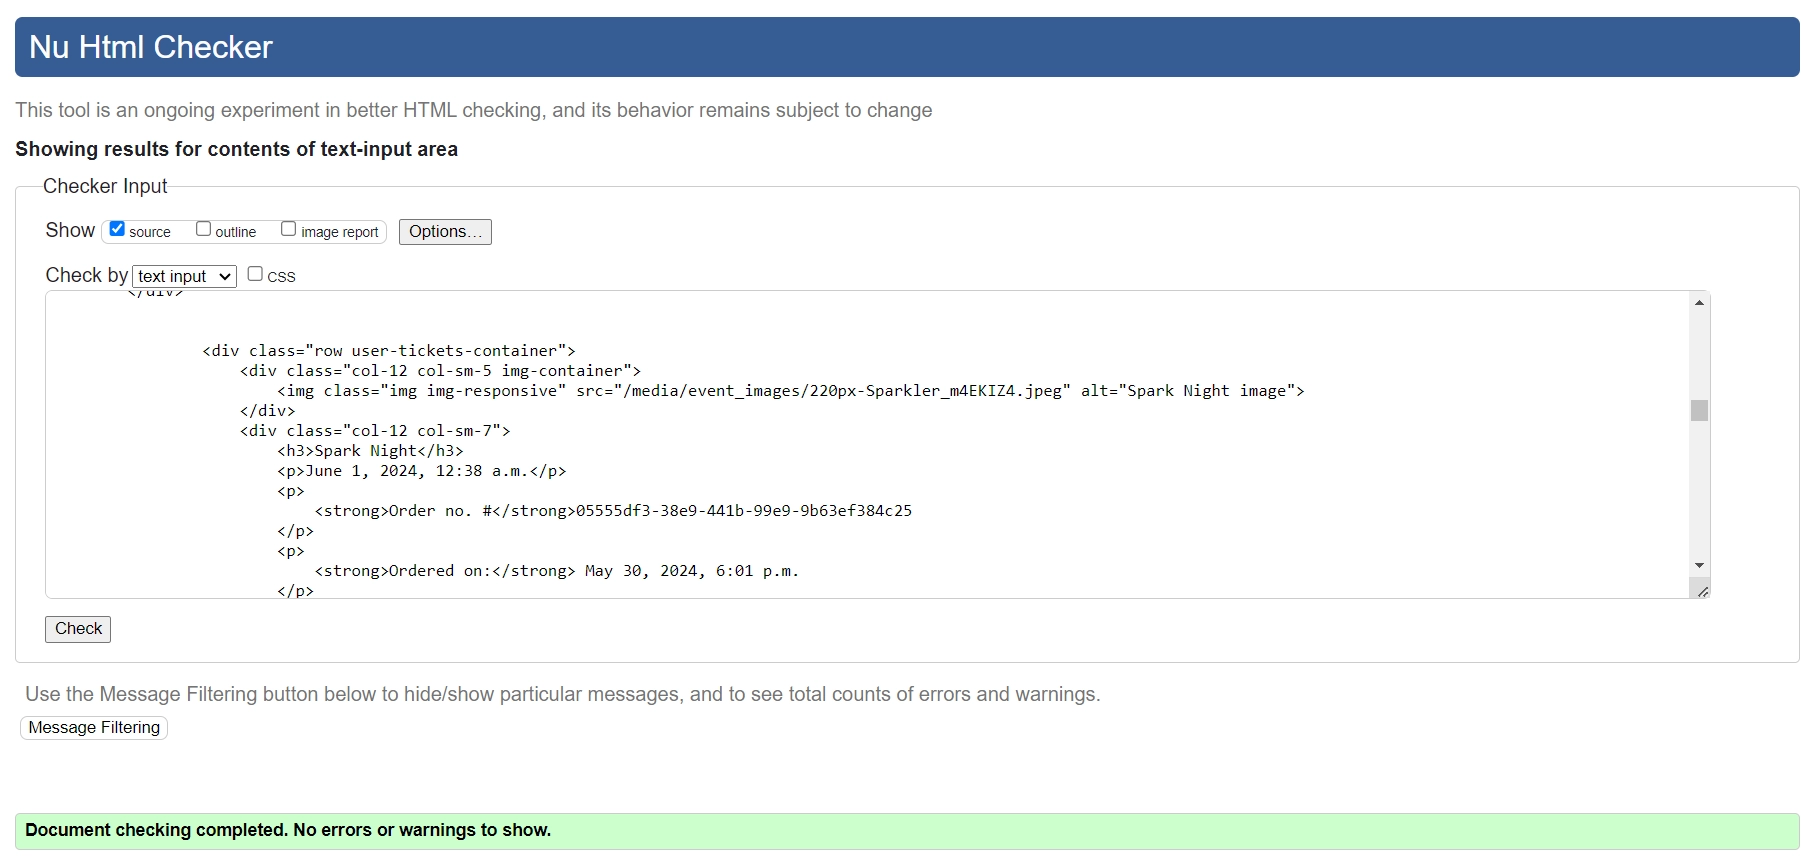 Nu Html Checker
This tool is an ongoing experiment in better HTML checking, and its behavior remains subject to change
Showing results for contents of text-input area
Checker Input
Show source outline image report Options...
Check by text input CSS
</div>
<div class="row user-tickets-container">
<div class="col-12 col-sm-5 img-container">
<img class="img img-responsive" src="/media/event_images/220px-Sparkler_m4EKIZ4.jpeg" alt="Spark Night image">
</div>
<div class="col-12 col-sm-7">
<h3>Spark Night</h3>
<p>June 1, 2024, 12:38 a.m.</p>
<p>
<strong>Order no. #</strong>05555df3-38e9-441b-99e9-9b63ef384c25
</p>
<p>
<strong>Ordered on:</strong> May 30, 2024, 6:01 p.m.
</p>
Check
Use the Message Filtering button below to hide/show particular messages, and to see total counts of errors and warnings.
Message Filtering
Document checking completed. No errors or warnings to show.